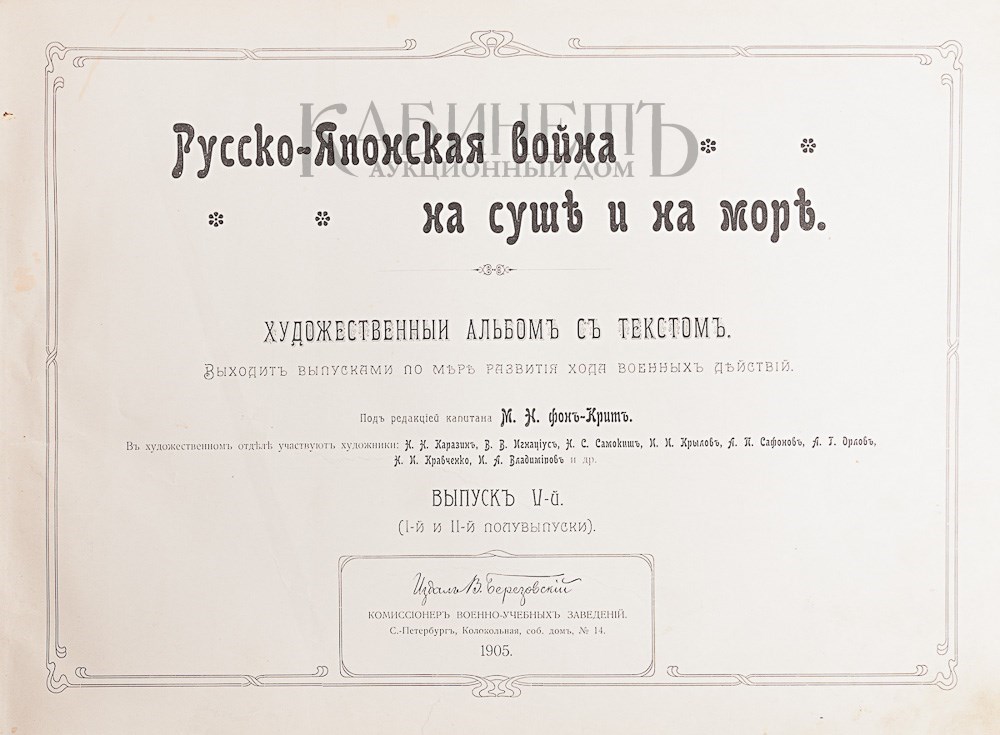 КАБИНЕТЪ
АУКЦИОННЫЙ ДОМ
Русско-Японская война
на сушѣ и на морѣ.
ХУДОЖЕСТВЕННЫЙ АЛЬБОМЪ СЪ ТЕКСТОМЪ.
Выходитъ выпусками по мѣрѣ развитія хода военныхъ дѣйствій.
Подъ редакціей капитана М. Н. фонъ-Критъ.
Въ художественномъ отдѣлѣ участвуютъ художники: Н. Н. Каразинъ, В. В. Игнаціусъ, Н. С. Самокишъ, И. И. Крыловъ, А. П. Сафоновъ, А. Г. Орловъ,
Н. И. Кравченко, И. А. Владиміровъ и др.
ВЫПУСКЪ V-й.
(I-й и II-й полувыпуски).
Издалъ В. Березовскій
КОМИССІОНЕРЪ ВОЕННО-УЧЕБНЫХЪ ЗАВЕДЕНІЙ.
С.-Петербургъ, Колокольная, соб. домъ, № 14.
1905.